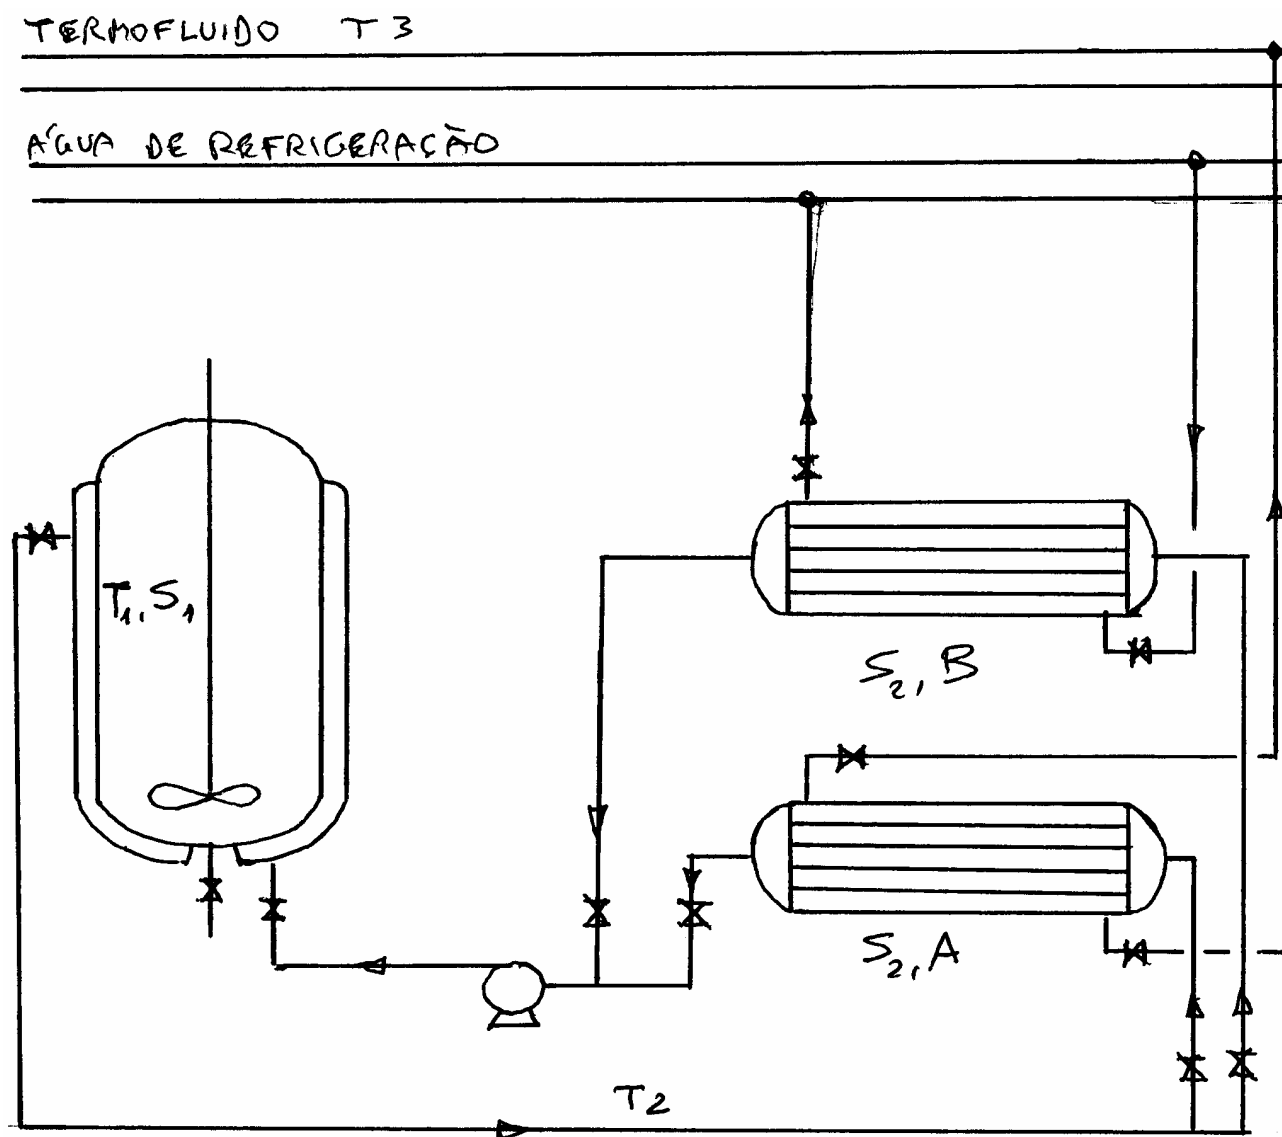 TERMOFLUIDO T3
ÁGUA DE REFRIGERAÇÃO
T1, S1
S2, B
S2, A
T2